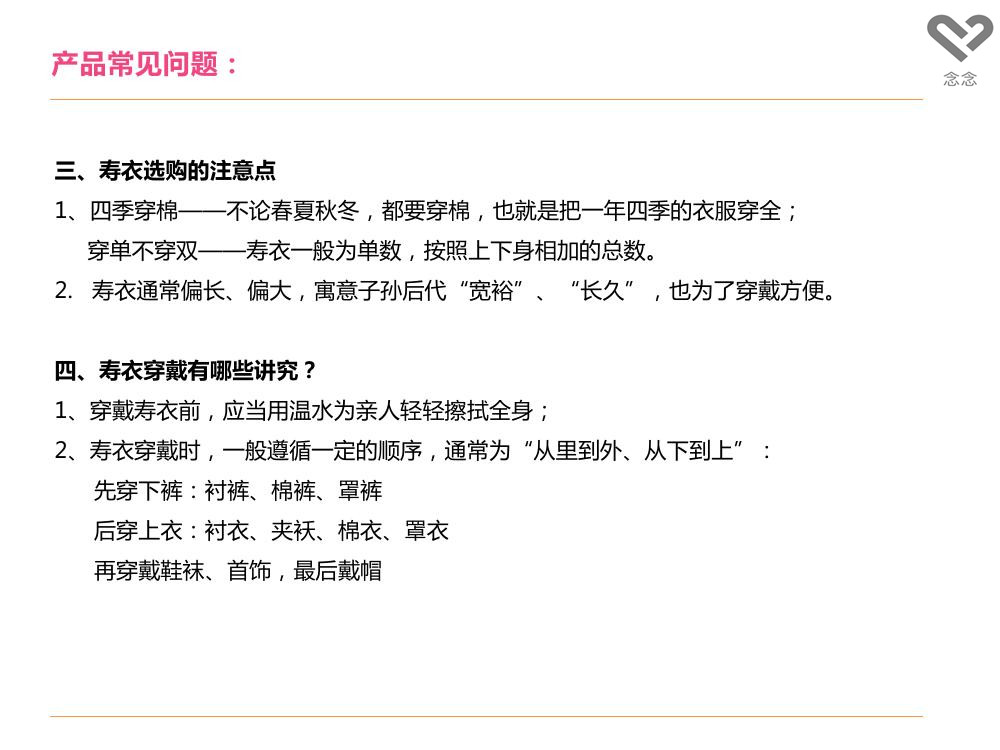 产品常见问题：
念念
三、寿衣选购的注意点
1、四季穿棉——不论春夏秋冬，都要穿棉，也就是把一年四季的衣服穿全；
穿单不穿双——寿衣一般为单数，按照上下身相加的总数。
2. 寿衣通常偏长、偏大，寓意子孙后代“宽裕”、“长久”，也为了穿戴方便。
四、寿衣穿戴有哪些讲究？
1、穿戴寿衣前，应当用温水为亲人轻轻擦拭全身；
2、寿衣穿戴时，一般遵循一定的顺序，通常为“从里到外、从下到上”：
先穿下裤：衬裤、棉裤、罩裤
后穿上衣：衬衣、夹袄、棉衣、罩衣
再穿戴鞋袜、首饰，最后戴帽